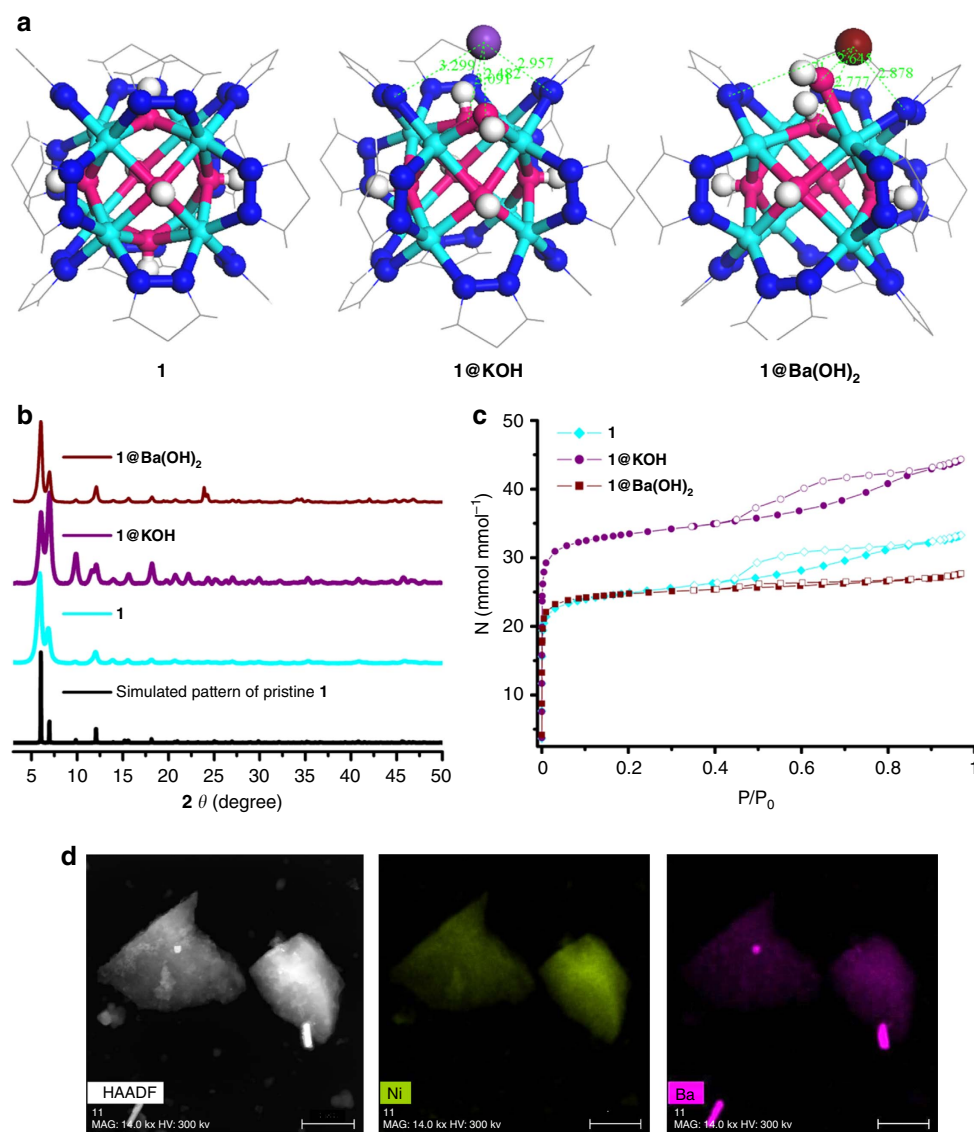 a
3.299
2.957
2.878
2.777
1
1@KOH
1@Ba(OH)2
b
1@Ba(OH)2
1@KOH
1
Simulated pattern of pristine 1
5 10 15 20 25 30 35 40 45 50
2 θ (degree)
c
N (mmol mmol−1)
50
40
30
20
10
1
1@KOH
1@Ba(OH)2
0 0.2 0.4 0.6 0.8 1
P/P0
d
HAADF
11
MAG: 14.0 kx HV: 300 kv
Ni
11
MAG: 14.0 kx HV: 300 kv
Ba
11
MAG: 14.0 kx HV: 300 kv